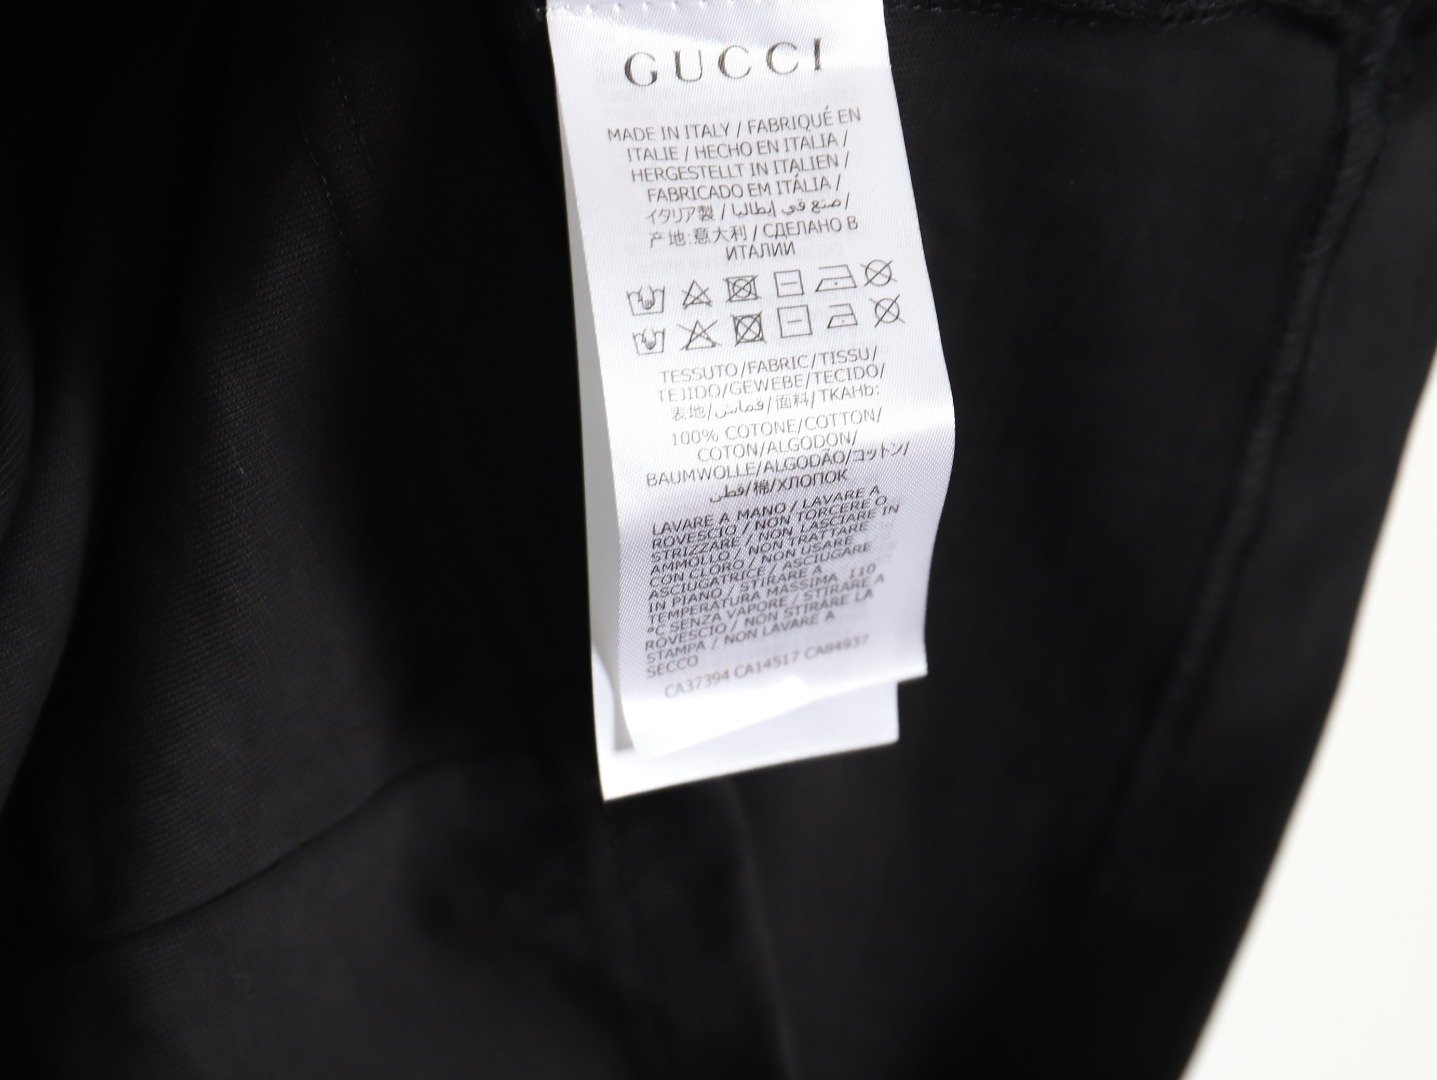 GUCCI
MADE IN ITALY / FABRIQUÉ EN
ITALIE / HECHO EN ITALIA /
HERGESTELLT IN ITALIEN /
FABRICADO EM ITÁLIA /
イタリア製 / صنع في إيطاليا /
产地:意大利 / СДЕЛАНО В
ИТАЛИИ
TESSUTO/FABRIC/TISSU/
TEJIDO/GEWEBE/TECIDO/
表地/قماش/面料/ТКАНЬ:
100% COTONE/COTTON/
COTON/ALGODON/
BAUMWOLLE/ALGODÃO/コットン/
قطن/棉/ХЛОПОК
LAVARE A MANO / LAVARE A
ROVESCIO / NON TORCERE O
STRIZZARE / NON LASCIARE IN
AMMOLLO / NON TRATTARE
CON CLORO / NON USARE
ASCIUGATRICE / ASCIUGARE
IN PIANO / STIRARE A
TEMPERATURA MASSIMA 110
°C SENZA VAPORE / STIRARE A
ROVESCIO / NON STIRARE LA
STAMPA / NON LAVARE A
SECCO
CA37394 CA14517 CA84937